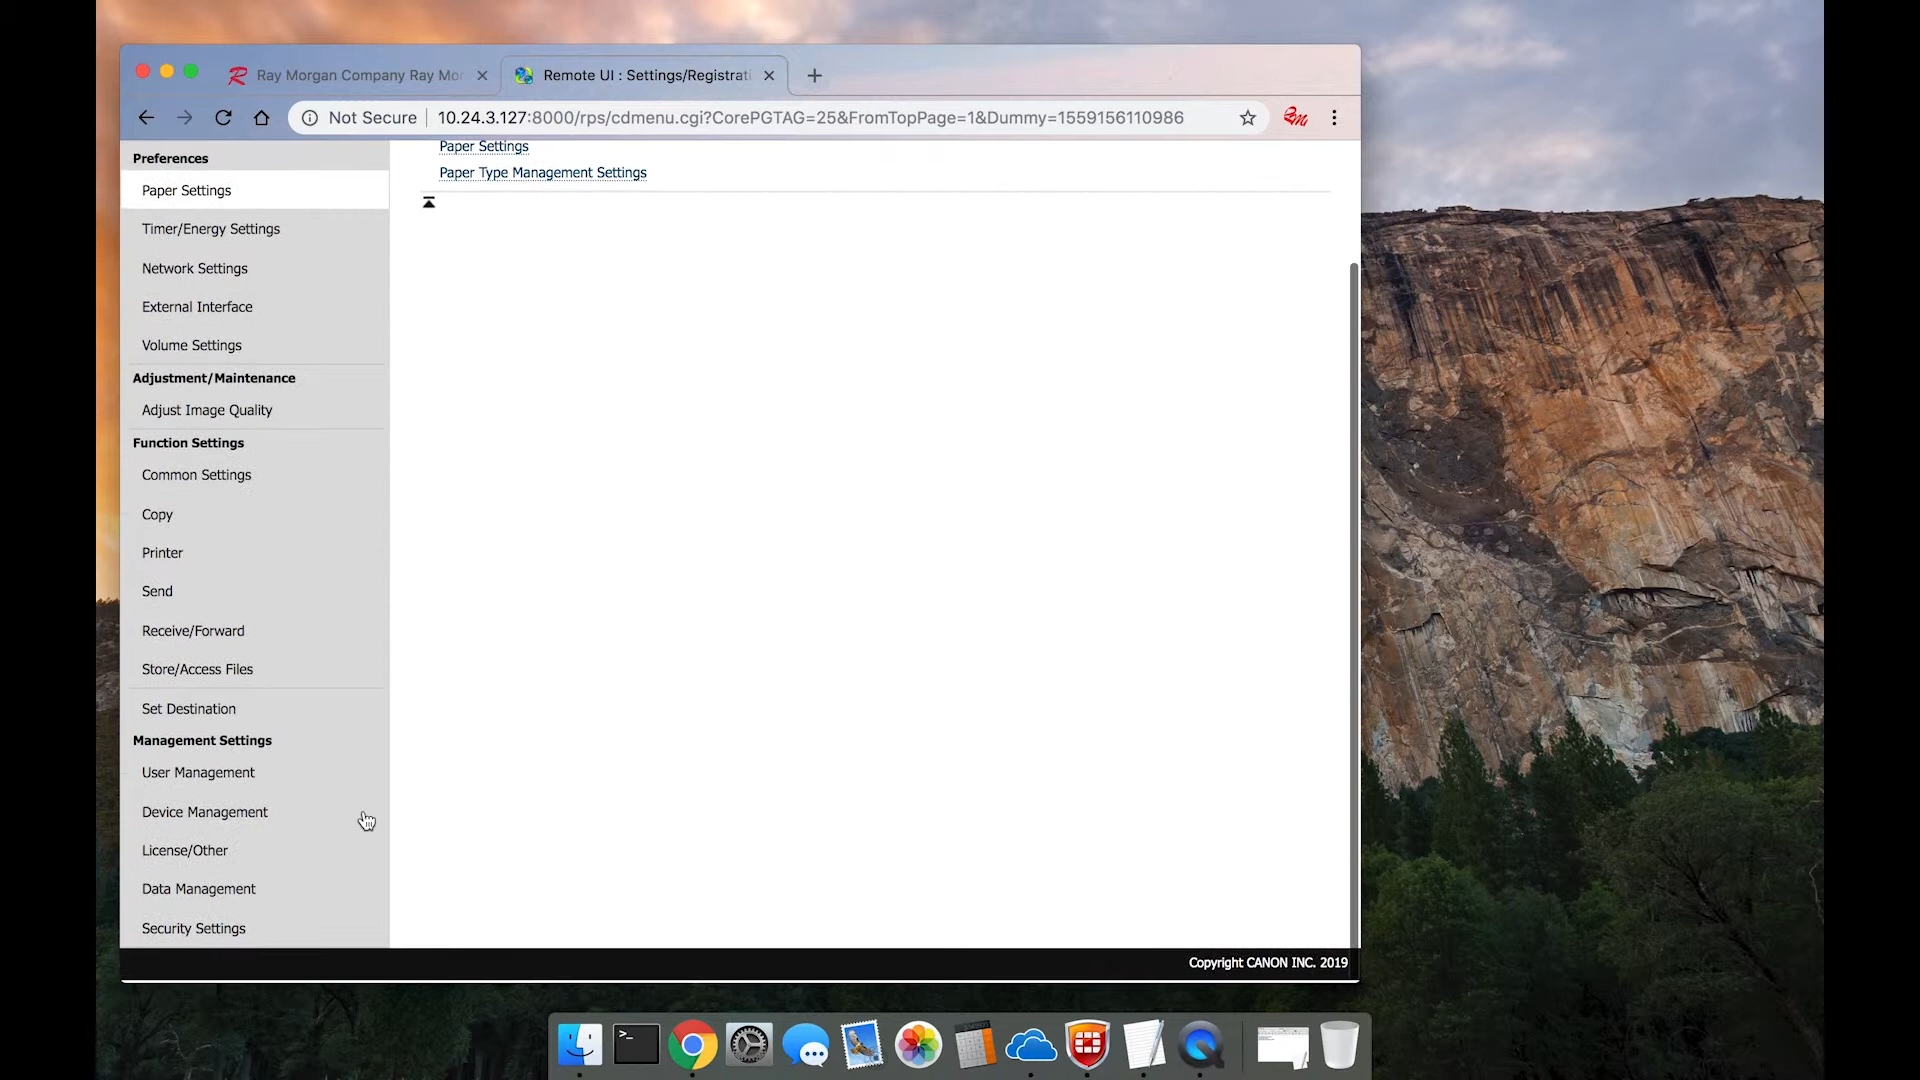 Ray Morgan Company Ray Mor
Remote UI : Settings/Registrati
Not Secure
10.24.3.127:8000/rps/cdmenu.cgi?CorePGTAG=25&FromTopPage=1&Dummy=1559156110986
Preferences
Paper Settings
Timer/Energy Settings
Network Settings
External Interface
Volume Settings
Adjustment/Maintenance
Adjust Image Quality
Function Settings
Common Settings
Copy
Printer
Send
Receive/Forward
Store/Access Files
Set Destination
Management Settings
User Management
Device Management
License/Other
Data Management
Security Settings
Paper Settings
Paper Type Management Settings
Copyright CANON INC. 2019